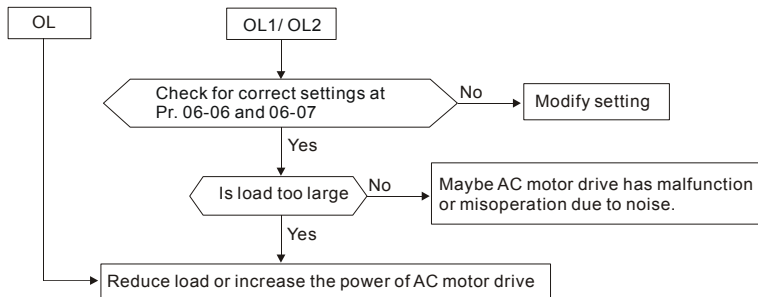 OL
OL1/ OL2
Check for correct settings at
Pr. 06-06 and 06-07
No
Modify setting
Yes
Is load too large
No
Maybe AC motor drive has malfunction
or misoperation due to noise.
Yes
Reduce load or increase the power of AC motor drive